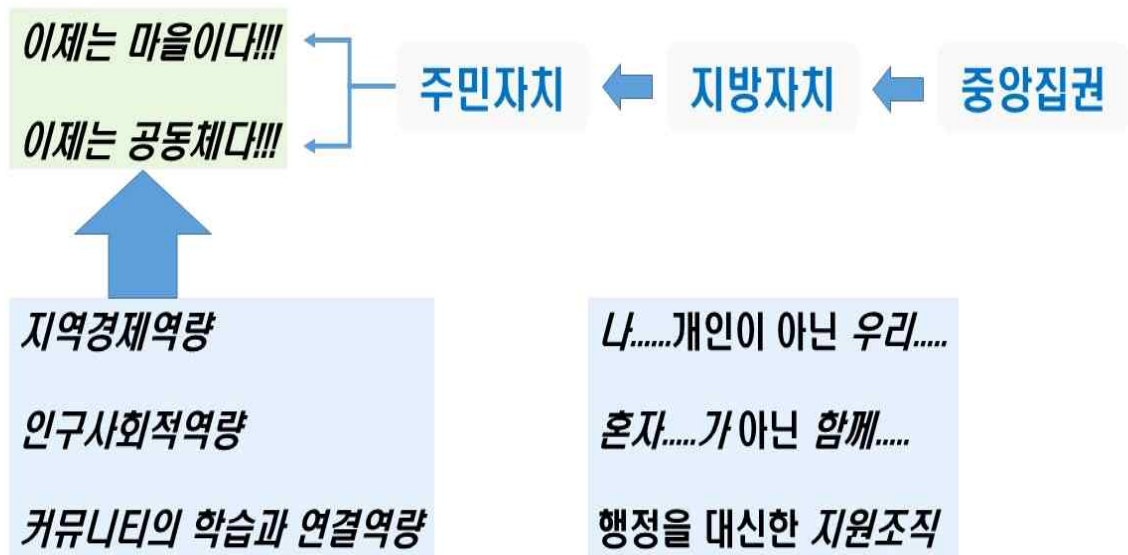 이제는 마을이다!!!
이제는 공동체다!!!
주민자치
지방자치
중앙집권
지역경제역량
인구사회적역량
커뮤니티의 학습과 연결역량
나......개인이 아닌 우리.....
혼자.....가 아닌 함께.....
행정을 대신한 지원조직